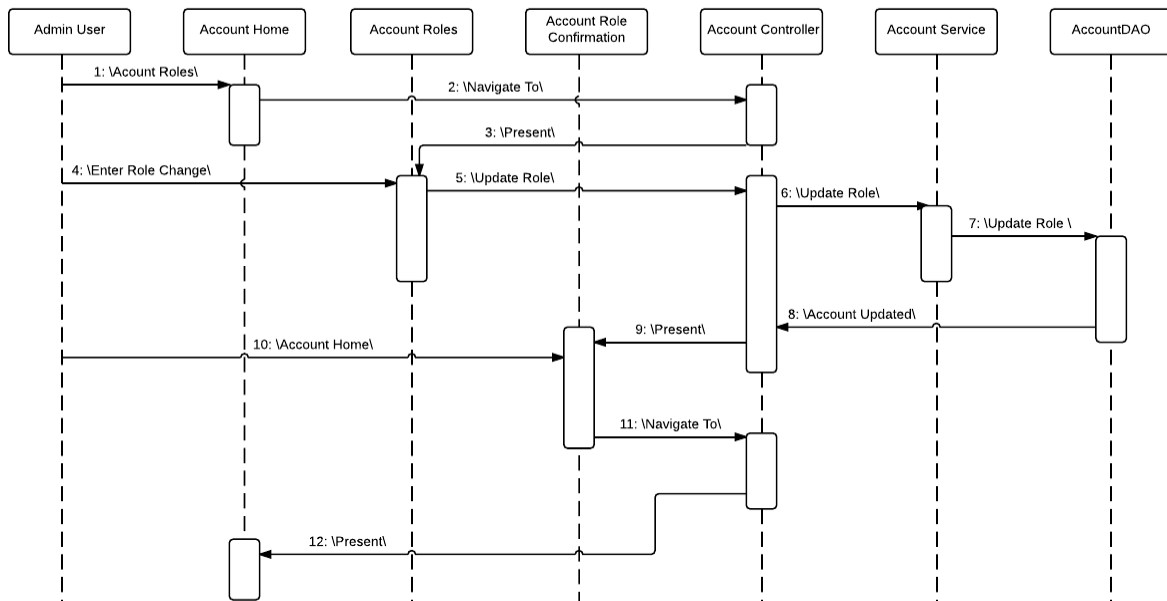 Admin User
Account Home
Account Roles
Account Role
Confirmation
Account Controller
Account Service
AccountDAO
1: \Acount Roles\
2: \Navigate To\
3: \Present\
4: \Enter Role Change\
5: \Update Role\
6: \Update Role\
7: \Update Role \
8: \Account Updated\
9: \Present\
10: \Account Home\
11: \Navigate To\
12: \Present\